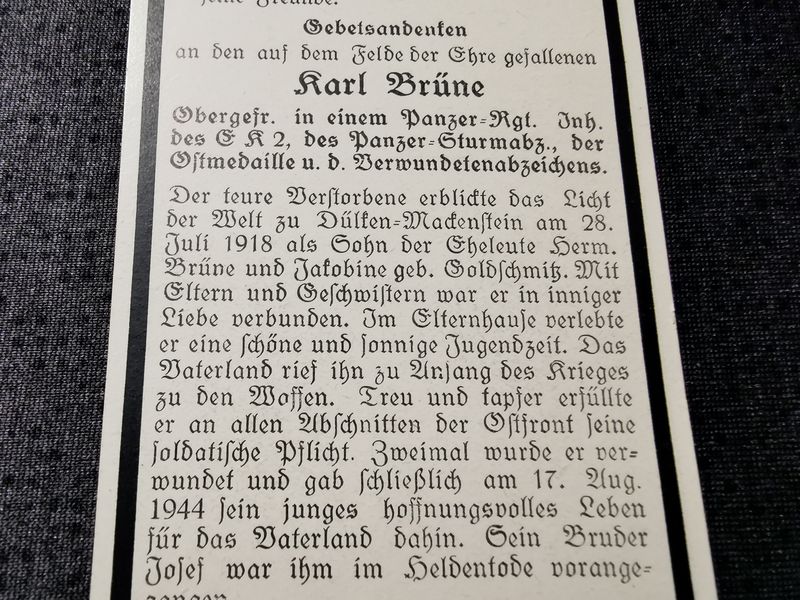 seine Freunde.
Gebetsandenken
an den auf dem Felde der Ehre gefallenen
Karl Brüne
Obergefr. in einem Panzer-Rgt. Inh.
des E K 2, des Panzer-Sturmabz., der
Ostmedaille u. d. Verwundetenabzeichens.
Der teure Verstorbene erblickte das Licht
der Welt zu Dülken-Mackenstein am 28.
Juli 1918 als Sohn der Eheleute Herm.
Brüne und Jakobine geb. Goldschmitz. Mit
Eltern und Geschwistern war er in inniger
Liebe verbunden. Im Elternhause verlebte
er eine schöne und sonnige Jugendzeit. Das
Vaterland rief ihn zu Anfang des Krieges
zu den Waffen. Treu und tapfer erfüllte
er an allen Abschnitten der Ostfront seine
soldatische Pflicht. Zweimal wurde er ver-
wundet und gab schließlich am 17. Aug.
1944 sein junges hoffnungsvolles Leben
für das Vaterland dahin. Sein Bruder
Josef war ihm im Heldentode vorange-
gangen